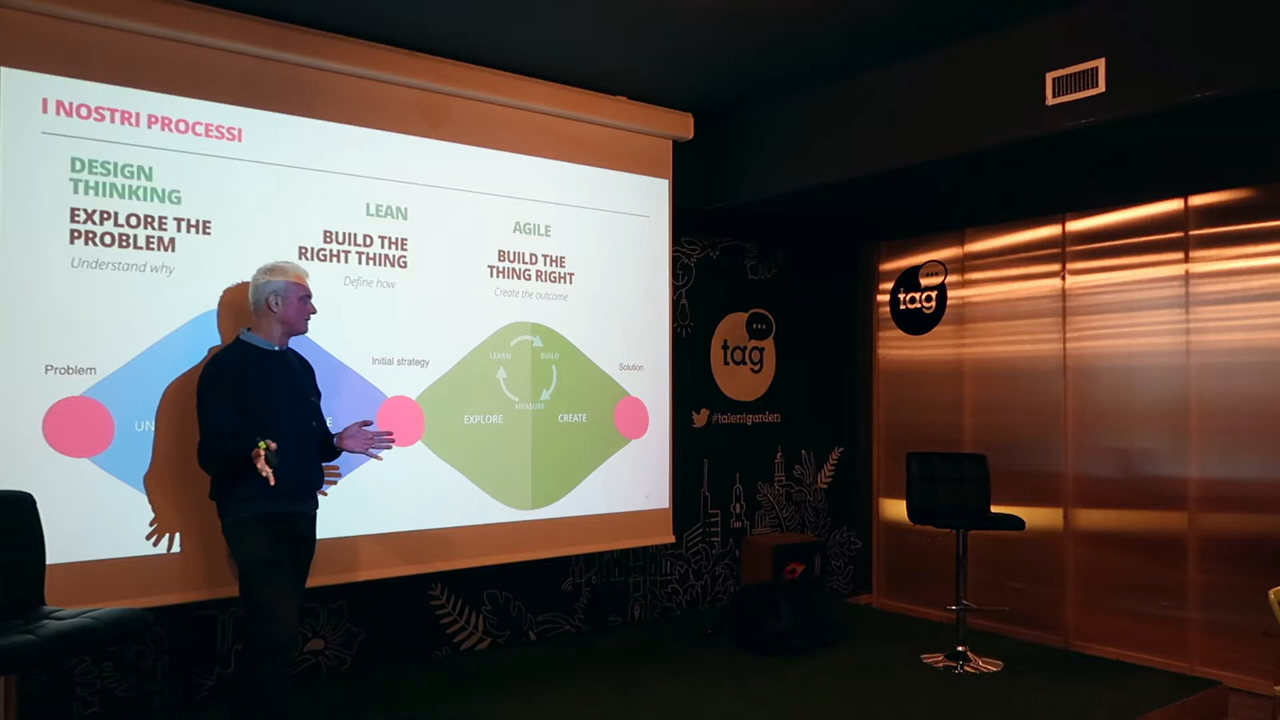 I NOSTRI PROCESSI
DESIGN
THINKING
EXPLORE THE
PROBLEM
Understand why
LEAN
BUILD THE
RIGHT THING
Define how
AGILE
BUILD THE
THING RIGHT
Create the outcome
Problem
Initial strategy
Solution
LEARN
BUILD
MEASURE
EXPLORE
CREATE
tag
#talentgarden
tag